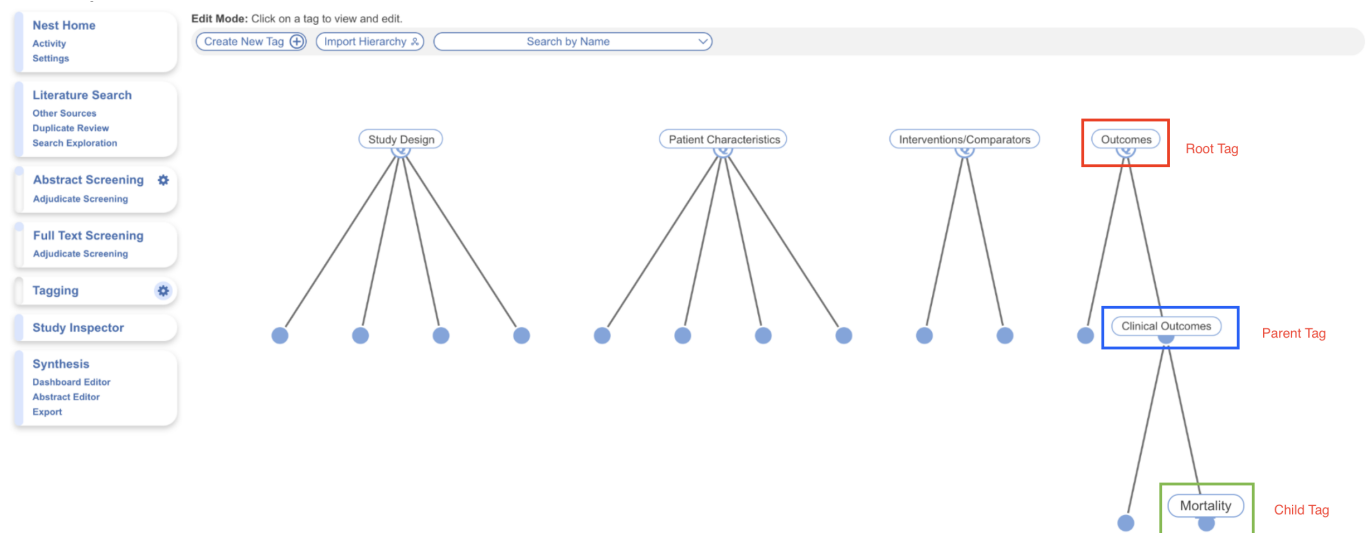 Nest Home
Activity
Settings
Literature Search
Other Sources
Duplicate Review
Search Exploration
Abstract Screening
Adjudicate Screening
Full Text Screening
Adjudicate Screening
Tagging
Study Inspector
Synthesis
Dashboard Editor
Abstract Editor
Export
Edit Mode: Click on a tag to view and edit.
Create New Tag
Import Hierarchy
Search by Name
Study Design
Patient Characteristics
Interventions/Comparators
Outcomes
Root Tag
Clinical Outcomes
Parent Tag
Mortality
Child Tag